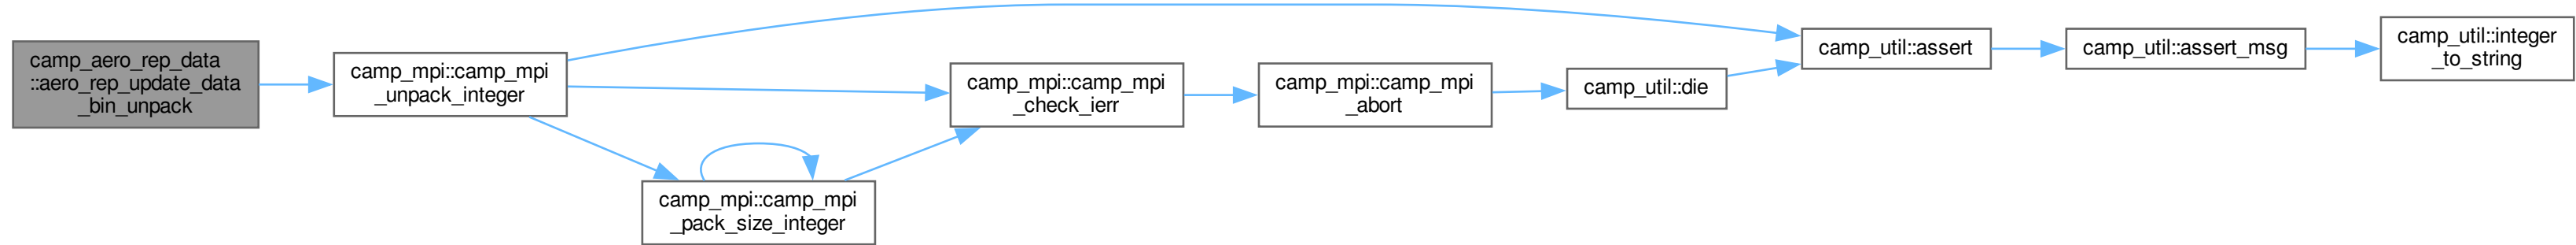 camp_aero_rep_data
::aero_rep_update_data
_bin_unpack
camp_mpi::camp_mpi
_unpack_integer
camp_mpi::camp_mpi
_pack_size_integer
camp_mpi::camp_mpi
_check_ierr
camp_mpi::camp_mpi
_abort
camp_util::die
camp_util::assert
camp_util::assert_msg
camp_util::integer
_to_string